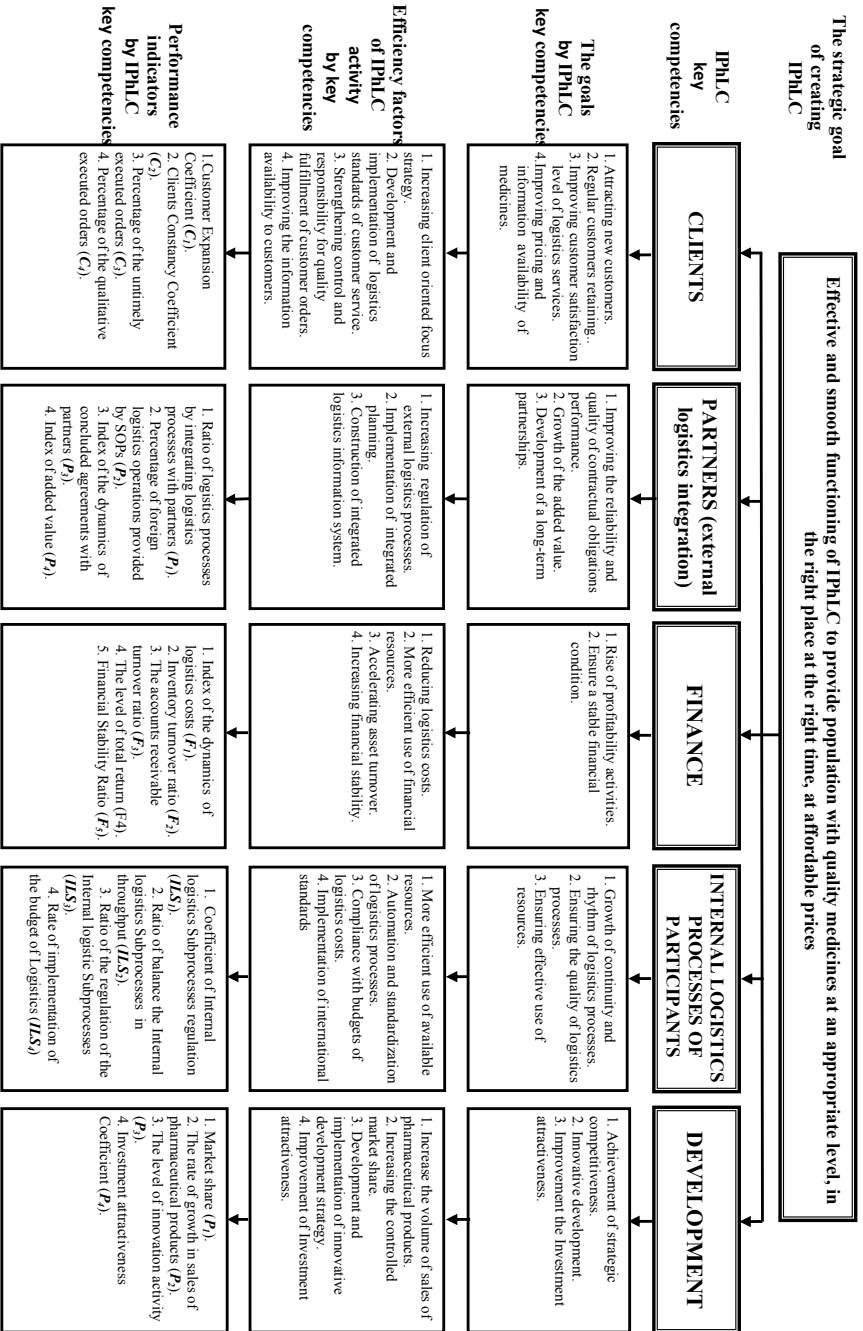 The strategic goal
of creating
IPhLC
Effective and smooth functioning of IPhLC to provide population with quality medicines at an appropriate level, in
the right place at the right time, at affordable prices
IPhLC
key
competencies
CLIENTS
PARTNERS (external
logistics integration)
FINANCE
INTERNAL LOGISTICS
PROCESSES OF
PARTICIPANTS
DEVELOPMENT
The goals
by IPhLC
key competencies
1. Attracting new customers.
2. Regular customers retaining..
3. Improving customer satisfaction
level of logistics services.
4.Improving pricing and
information availability of
medicines.
1. Improving the reliability and
quality of contractual obligations
performance.
2. Growth of the added value.
3. Development of a long-term
partnerships.
1. Rise of profitability activities.
2. Ensure a stable financial
condition.
1. Growth of continuity and
rhythm of logistics processes.
2. Ensuring the quality of logistics
processes.
3. Ensuring effective use of
resources.
1. Achievement of strategic
competitiveness.
2. Innovative development.
3. Improvement the Investment
attractiveness.
Efficiency factors
of IPhLC
activity
by key
competencies
1. Increasing client oriented focus
strategy.
2. Development and
implementation of logistics
standards of customer service.
3. Strengthening control and
responsibility for quality
fulfillment of customer orders.
4. Improving the information
availability to customers.
1. Increasing regulation of
external logistics processes.
2. Implementation of integrated
planning.
3. Construction of integrated
logistics information system.
1. Reducing logistics costs.
2. More efficient use of financial
resources.
3. Accelerating asset turnover.
4. Increasing financial stability.
1. More efficient use of available
resources.
2. Automation and standardization
of logistics processes.
3. Compliance with budgets of
logistics costs.
4. Implementation of international
standards
1. Increase the volume of sales of
pharmaceutical products.
2. Increasing the controlled
market share.
3. Development and
implementation of innovative
development strategy.
4. Improvement of Investment
attractiveness.
Performance
indicators
by IPhLC
key competencies
1.Customer Expansion
Coefficient (C1).
2. Clients Constancy Coefficient
(C2).
3. Percentage of the untimely
executed orders (C3).
4. Percentage of the qualitative
executed orders (C4).
1. Ratio of logistics processes
by integrating logistics
processes with partners (P1).
2. Percentage of foreign
logistics operations provided
by SOPs (P2).
3. Index of the dynamics of
concluded agreements with
partners (P3).
4. Index of added value (P4).
1. Index of the dynamics of
logistics costs (F1).
2. Inventory turnover ratio (F2).
3. The accounts receivable
turnover ratio (F3).
4. The level of total return (F4).
5. Financial Stability Ratio (F5).
1. Coefficient of Internal
logistics Subprocesses regulation
(ILS1).
2. Ratio of balance the Internal
logistics Subprocesses in
throughput (ILS2).
3. Ratio of the regulation of the
Internal logistic Subprocesses
(ILS3).
4. Rate of implementation of
the budget of Logistics (ILS4)
1. Market share (P1).
2. The rate of growth in sales of
pharmaceutical products (P2).
3. The level of innovation activity
(P3).
4. Investment attractiveness
Coefficient (P4).